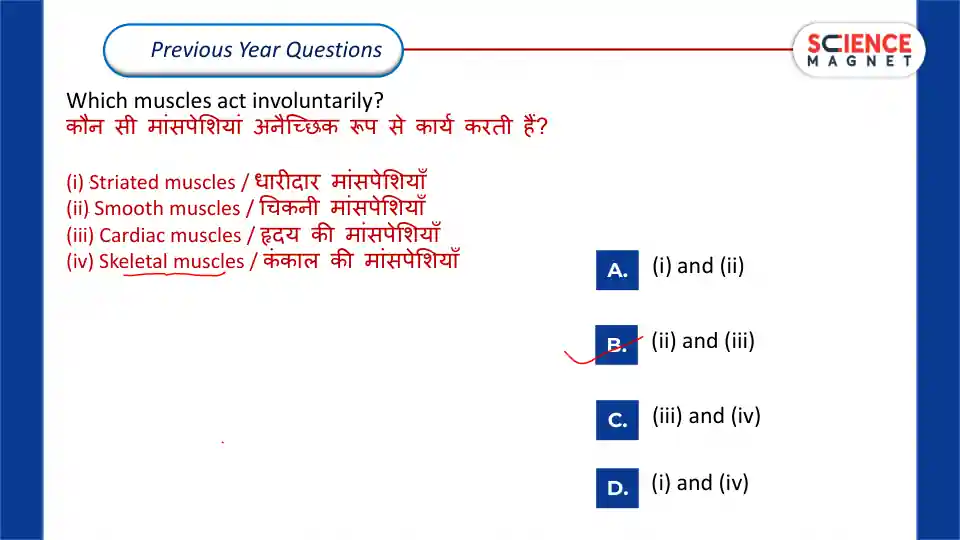 Previous Year Questions
SCIENCE
MAGNET
Which muscles act involuntarily?
कौन सी मांसपेशियां अनैच्छिक रूप से कार्य करती हैं?
(i) Striated muscles / धारीदार मांसपेशियाँ
(ii) Smooth muscles / चिकनी मांसपेशियाँ
(iii) Cardiac muscles / हृदय की मांसपेशियाँ
(iv) Skeletal muscles / कंकाल की मांसपेशियाँ
A. (i) and (ii)
B. (ii) and (iii)
C. (iii) and (iv)
D. (i) and (iv)